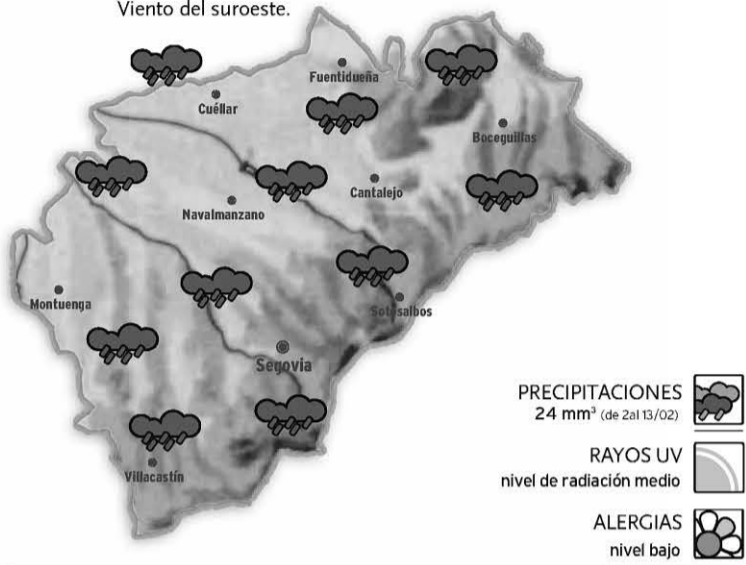 Viento del suroeste.
Fuentidueña
Cuéllar
Boceguillas
Cantalejo
Navalmanzano
Montuenga
Sotosalbos
Segovia
Villacastín
PRECIPITACIONES
24 mm³ (de 2al 13/02)
RAYOS UV
nivel de radiación medio
ALERGIAS
nivel bajo